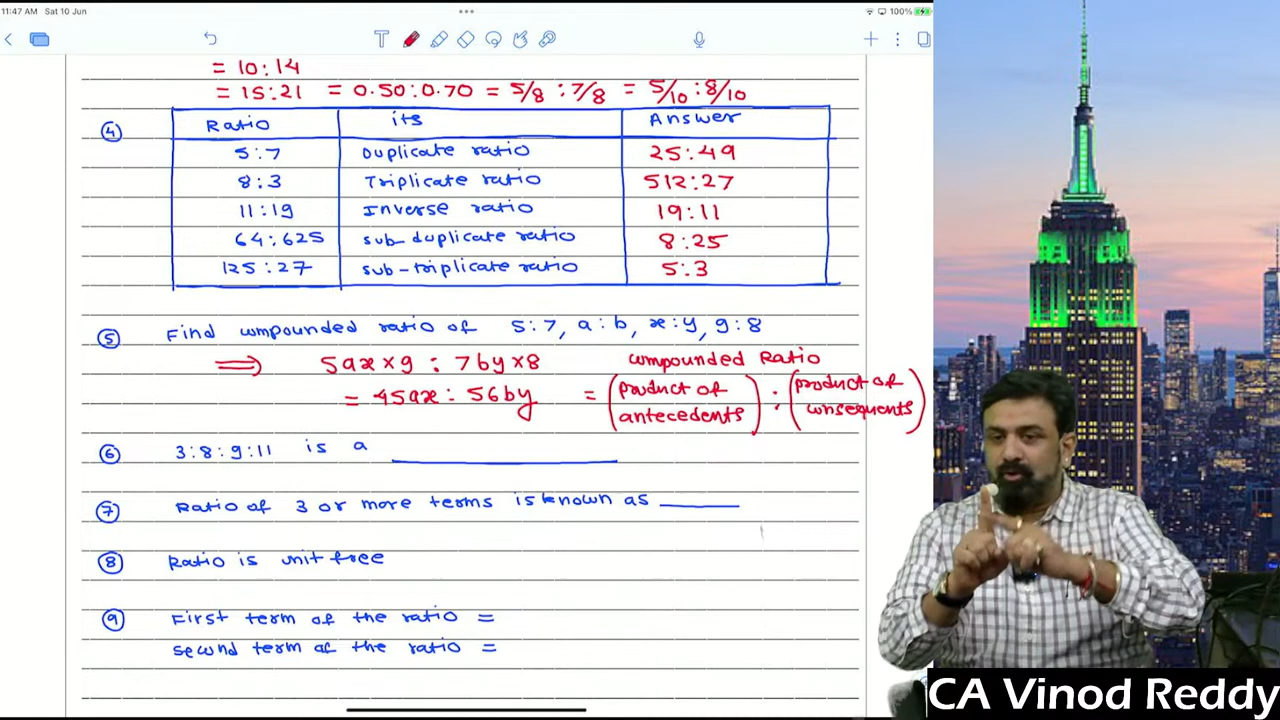 11:47 AM Sat 10 Jun
100%
= 10:14
= 15:21 = 0.50:0.70 = 5/8 : 7/8 = 5/10 : 8/10
④ Ratio its Answer
5:7 Duplicate ratio 25:49
8:3 Triplicate ratio 512:27
11:19 Inverse ratio 19:11
64:625 sub-duplicate ratio 8:25
125:27 sub-triplicate ratio 5:3
⑤ Find compounded ratio of 5:7, a:b, x:y, 9:8
⟹ 5ax×9 : 7by×8 compounded Ratio
= 45ax : 56by = (product of antecedents) : (product of consequents)
⑥ 3:8:9:11 is a ________
⑦ Ratio of 3 or more terms is known as ______
⑧ Ratio is unit free
⑨ First term of the ratio =
second term of the ratio =
CA Vinod Reddy